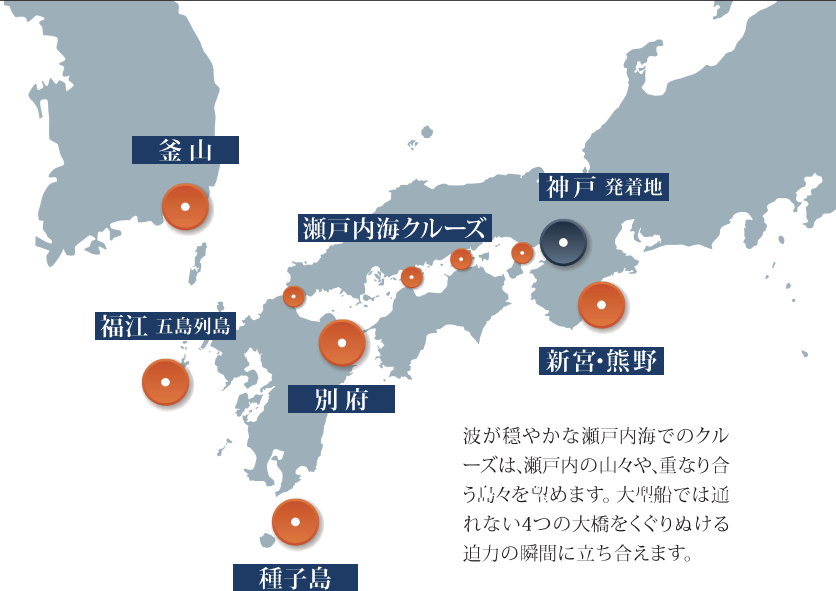 釜山
神戸 発着地
瀬戸内海クルーズ
福江 五島列島
新宮・熊野
別府
波が穏やかな瀬戸内海でのクル
ーズは、瀬戸内の山々や、重なり合
う島々を望めます。大型船では通
れない4つの大橋をくぐりぬける
迫力の瞬間に立ち合えます。
種子島